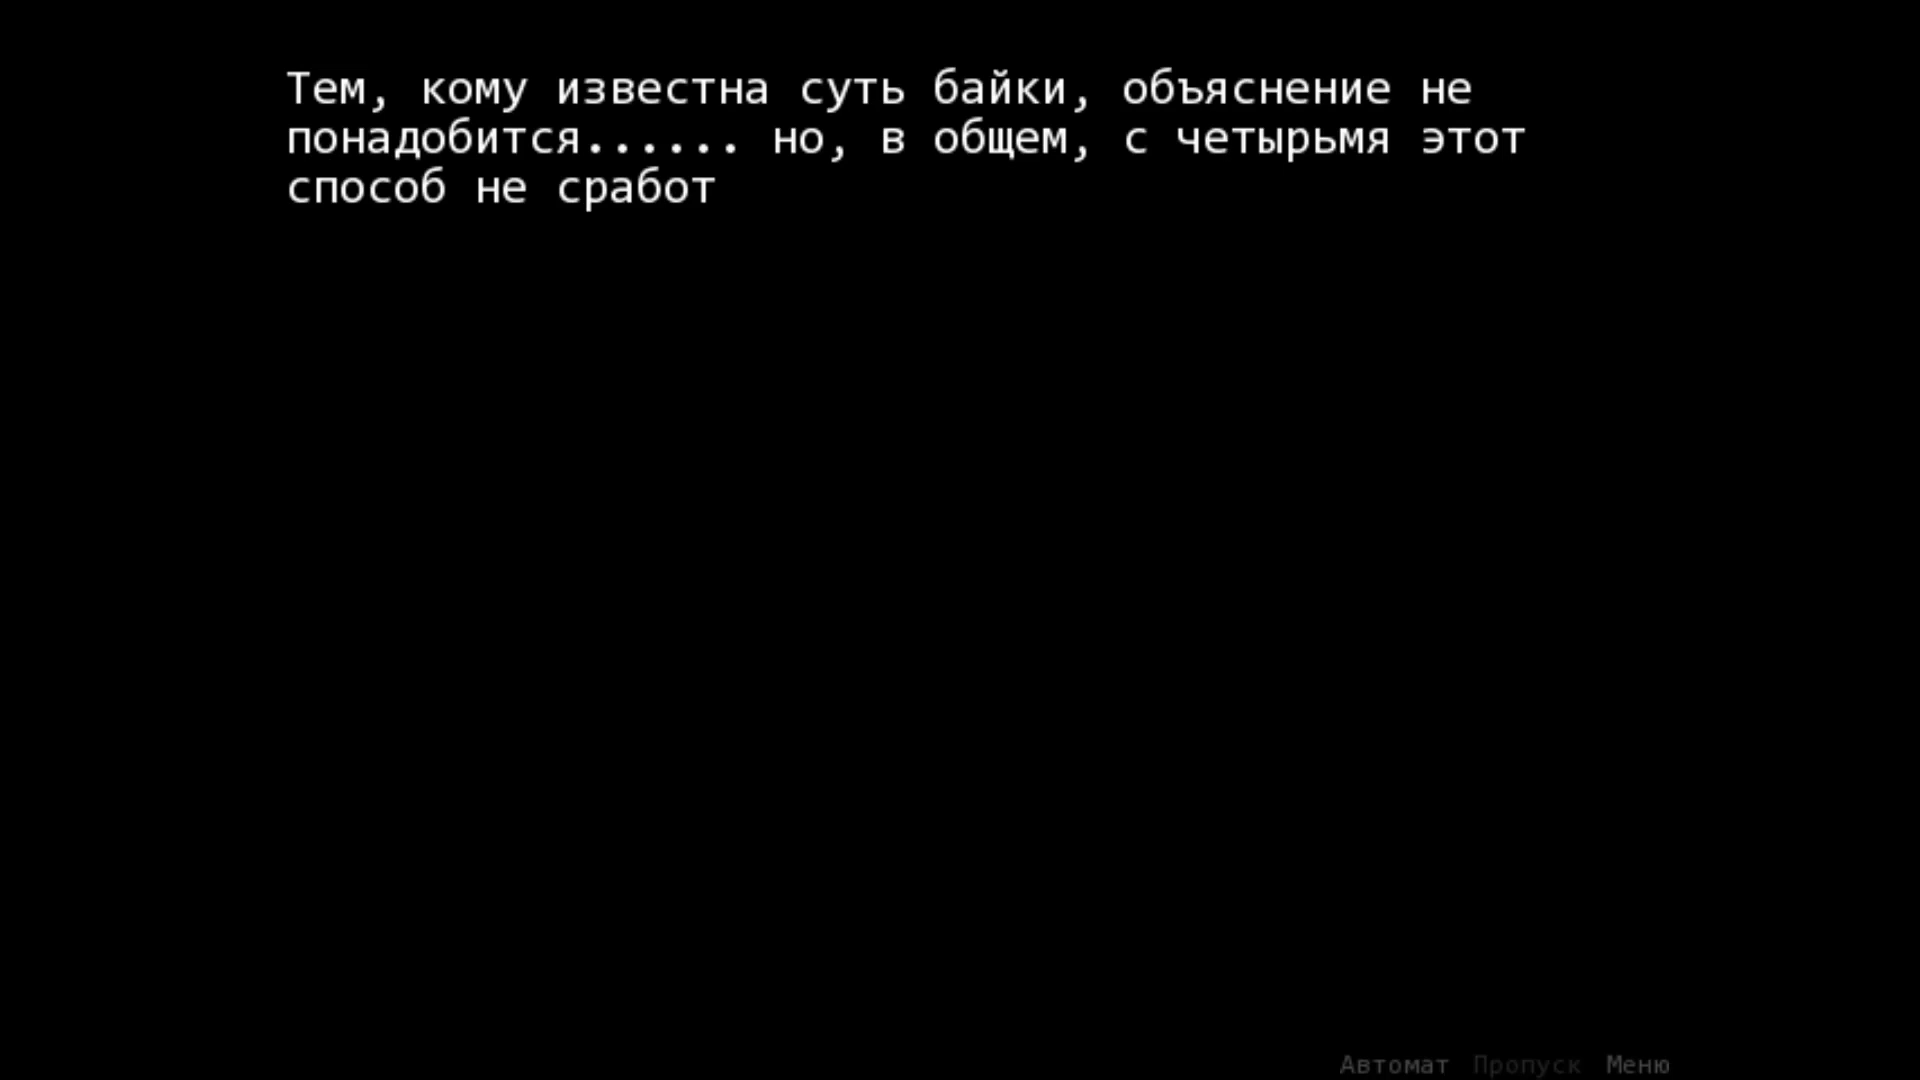 Тем, кому известна суть байки, объяснение не
понадобится...... но, в общем, с четырьмя этот
способ не сработ
Автомат Пропуск Меню